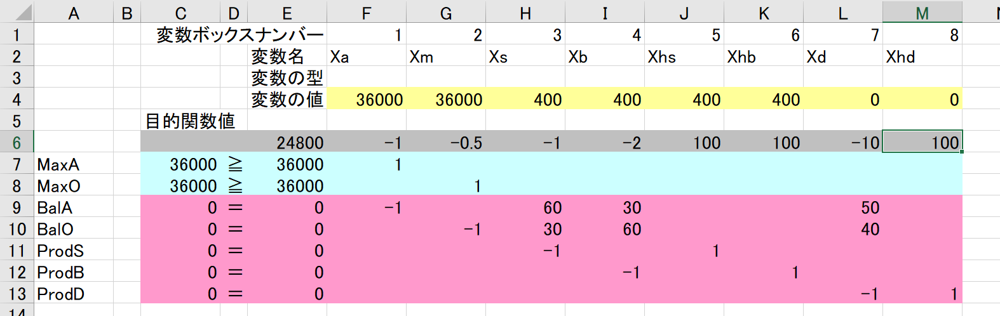 A B C D E F G H I J K L M
1 変数ボックスナンバー 1 2 3 4 5 6 7 8
2 変数名 Xa Xm Xs Xb Xhs Xhb Xd Xhd
3 変数の型
4 変数の値 36000 36000 400 400 400 400 0 0
5 目的関数値
6 24800 -1 -0.5 -1 -2 100 100 -10 100
7 MaxA 36000 ≧ 36000 1
8 MaxO 36000 ≧ 36000 1
9 BalA 0 = 0 -1 60 30 50
10 BalO 0 = 0 -1 30 60 40
11 ProdS 0 = 0 -1 1
12 ProdB 0 = 0 -1 1
13 ProdD 0 = 0 -1 1
14